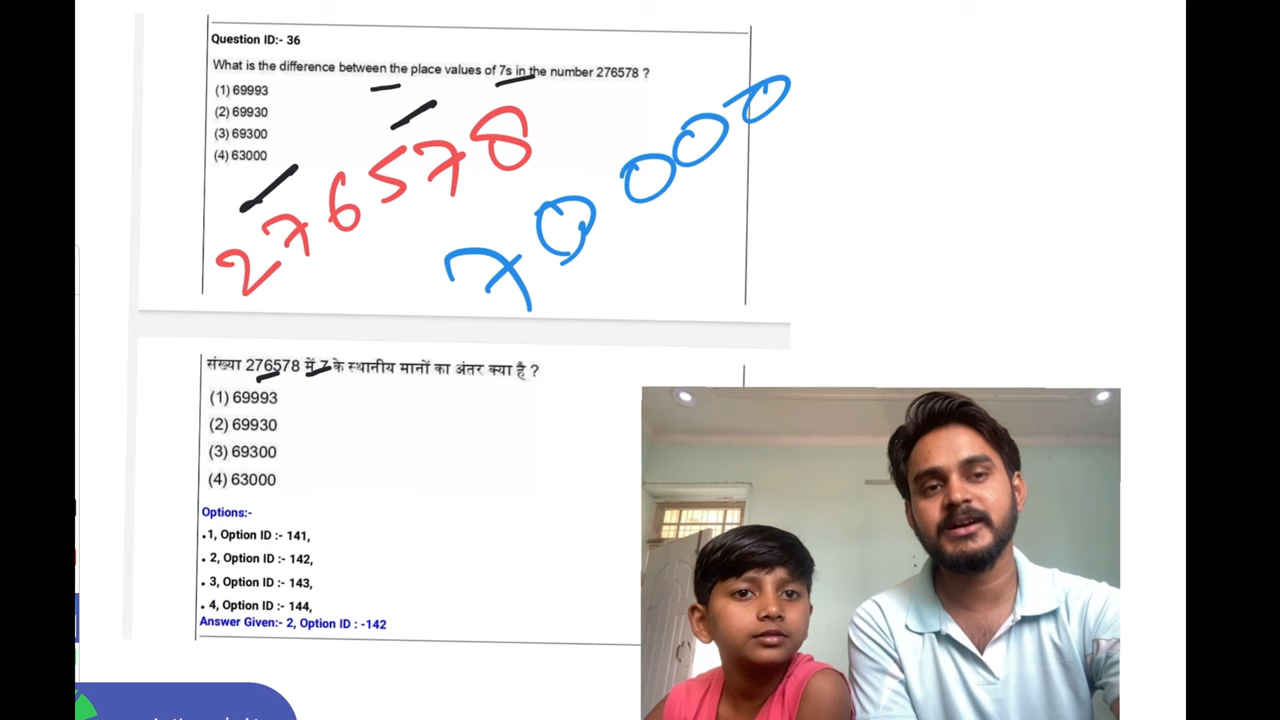 Question ID:- 36
What is the difference between the place values of 7s in the number 276578 ?
(1) 69993
(2) 69930
(3) 69300
(4) 63000
276578
70000
संख्या 276578 में 7 के स्थानीय मानों का अंतर क्या है ?
(1) 69993
(2) 69930
(3) 69300
(4) 63000
Options:-
.1, Option ID :- 141,
. 2, Option ID :- 142,
. 3, Option ID :- 143,
. 4, Option ID :- 144,
Answer Given:- 2, Option ID : -142